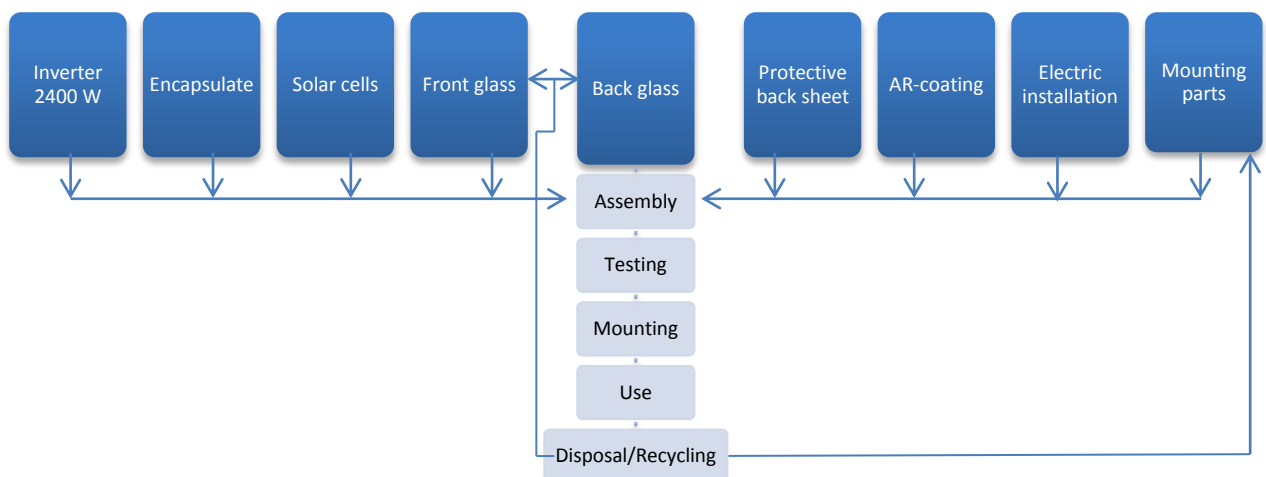 Inverter
2400 W
Encapsulate
Solar cells
Front glass
Back glass
Protective
back sheet
AR-coating
Electric
installation
Mounting
parts
Assembly
Testing
Mounting
Use
Disposal/Recycling